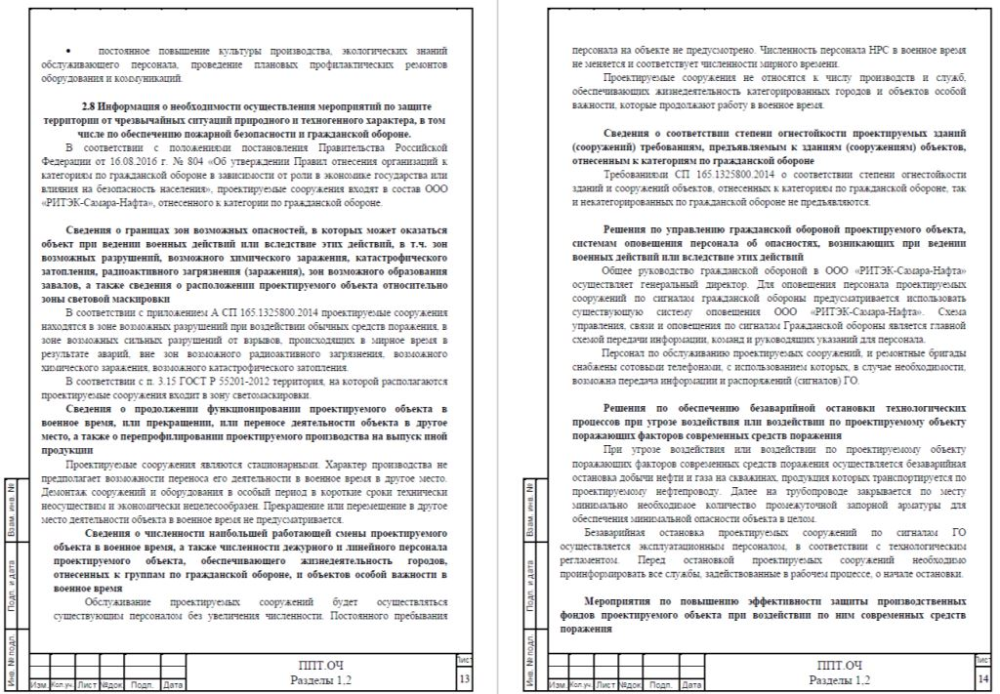 • постоянное повышение культуры производства, экологических знаний
обслуживающего персонала, проведение плановых профилактических ремонтов
оборудования и коммуникаций.
2.8 Информация о необходимости осуществления мероприятий по защите
территории от чрезвычайных ситуаций природного и техногенного характера, в том
числе по обеспечению пожарной безопасности и гражданской обороне.
В соответствии с положениями постановления Правительства Российской
Федерации от 16.08.2016 г. № 804 «Об утверждении Правил отнесения организаций к
категориям по гражданской обороне в зависимости от роли в экономике государства или
влияния на безопасность населения», проектируемые сооружения входят в состав ООО
«РИТЭК-Самара-Нафта», отнесенного к категории по гражданской обороне.
Сведения о границах зон возможных опасностей, в которых может оказаться
объект при ведении военных действий или вследствие этих действий, в т.ч. зон
возможных разрушений, возможного химического заражения, катастрофического
затопления, радиоактивного загрязнения (заражения), зон возможного образования
завалов, а также сведения о расположении проектируемого объекта относительно
зоны световой маскировки
В соответствии с приложением А СП 165.1325800.2014 проектируемые сооружения
находятся в зоне возможных разрушений при воздействии обычных средств поражения, в
зоне возможных сильных разрушений от взрывов, происходящих в мирное время в
результате аварий, вне зон возможного радиоактивного загрязнения, возможного
химического заражения, возможного катастрофического затопления.
В соответствии с п. 3.15 ГОСТ Р 55201-2012 территория, на которой располагаются
проектируемые сооружения входит в зону светомаскировки.
Сведения о продолжении функционирования проектируемого объекта в
военное время, или прекращении, или переносе деятельности объекта в другое
место, а также о перепрофилировании проектируемого производства на выпуск иной
продукции
Проектируемые сооружения являются стационарными. Характер производства не
предполагает возможности переноса его деятельности в военное время в другое место.
Демонтаж сооружений и оборудования в особый период в короткие сроки технически
неосуществим и экономически нецелесообразен. Прекращение или перемещение в другое
место деятельности объекта в военное время не предусматривается.
Сведения о численности наибольшей работающей смены проектируемого
объекта в военное время, а также численности дежурного и линейного персонала
проектируемого объекта, обеспечивающего жизнедеятельность городов,
отнесенных к группам по гражданской обороне, и объектов особой важности в
военное время
Обслуживание проектируемых сооружений будет осуществляться
существующим персоналом без увеличения численности. Постоянного пребывания
Взам. инв. №
Подп. и дата
Инв. № подл.
Изм. Кол.уч. Лист №док Подп. Дата
ППТ.ОЧ
Разделы 1,2
Лист
13
персонала на объекте не предусмотрено. Численность персонала НРС в военное время
не меняется и соответствует численности мирного времени.
Проектируемые сооружения не относятся к числу производств и служб,
обеспечивающих жизнедеятельность категорированных городов и объектов особой
важности, которые продолжают работу в военное время.
Сведения о соответствии степени огнестойкости проектируемых зданий
(сооружений) требованиям, предъявляемым к зданиям (сооружениям) объектов,
отнесенным к категориям по гражданской обороне
Требованиями СП 165.1325800.2014 о соответствии степени огнестойкости
зданий и сооружений объектов, отнесенных к категориям по гражданской обороне, так
и некатегорированных по гражданской обороне не предъявляются.
Решения по управлению гражданской обороной проектируемого объекта,
системам оповещения персонала об опасностях, возникающих при ведении
военных действий или вследствие этих действий
Общее руководство гражданской обороной в ООО «РИТЭК-Самара-Нафта»
осуществляет генеральный директор. Для оповещения персонала проектируемых
сооружений по сигналам гражданской обороны предусматривается использовать
существующую систему оповещения ООО «РИТЭК-Самара-Нафта». Схема
управления, связи и оповещения по сигналам Гражданской обороны является главной
схемой передачи информации, команд и руководящих указаний для персонала.
Персонал по обслуживанию проектируемых сооружений, и ремонтные бригады
снабжены сотовыми телефонами, с использованием которых, в случае необходимости,
возможна передача информации и распоряжений (сигналов) ГО.
Решения по обеспечению безаварийной остановки технологических
процессов при угрозе воздействия или воздействии по проектируемому объекту
поражающих факторов современных средств поражения
При угрозе воздействия или воздействии по проектируемому объекту
поражающих факторов современных средств поражения осуществляется безаварийная
остановка добычи нефти и газа на скважинах, продукция которых транспортируется по
проектируемому нефтепроводу. Далее на трубопроводе закрывается по месту
минимально необходимое количество промежуточной запорной арматуры для
обеспечения минимальной опасности объекта в целом.
Безаварийная остановка проектируемых сооружений по сигналам ГО
осуществляется эксплуатационным персоналом, в соответствии с технологическим
регламентом. Перед остановкой проектируемых сооружений необходимо
проинформировать все службы, задействованные в рабочем процессе, о начале остановки.
Мероприятия по повышению эффективности защиты производственных
фондов проектируемого объекта при воздействии по ним современных средств
поражения
Взам. инв. №
Подп. и дата
Инв. № подл.
Изм. Кол.уч. Лист №док Подп. Дата
ППТ.ОЧ
Разделы 1,2
Лист
14